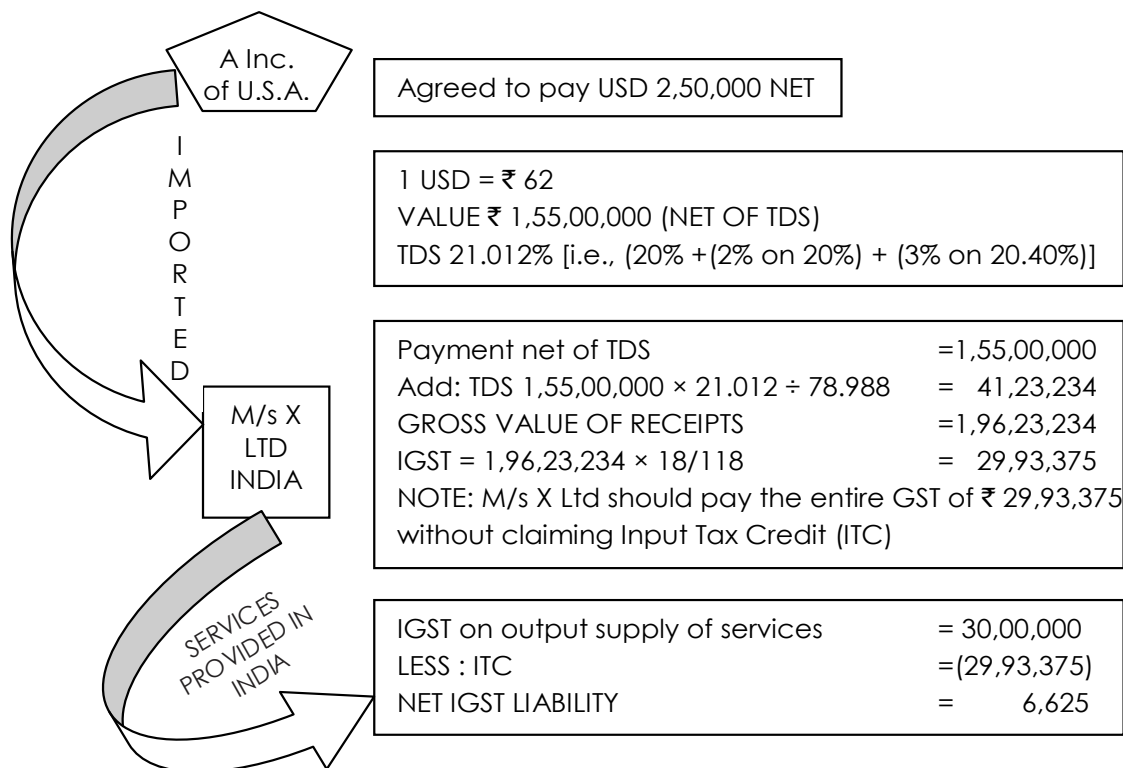 A Inc.
of U.S.A.
Agreed to pay USD 2,50,000 NET
I
M
P
O
R
T
E
D
1 USD = ₹ 62
VALUE ₹ 1,55,00,000 (NET OF TDS)
TDS 21.012% [i.e., (20% +(2% on 20%) + (3% on 20.40%)]
M/s X
LTD
INDIA
Payment net of TDS =1,55,00,000
Add: TDS 1,55,00,000 × 21.012 ÷ 78.988 = 41,23,234
GROSS VALUE OF RECEIPTS =1,96,23,234
IGST = 1,96,23,234 × 18/118 = 29,93,375
NOTE: M/s X Ltd should pay the entire GST of ₹ 29,93,375
without claiming Input Tax Credit (ITC)
SERVICES
PROVIDED IN
INDIA
IGST on output supply of services = 30,00,000
LESS : ITC =(29,93,375)
NET IGST LIABILITY = 6,625